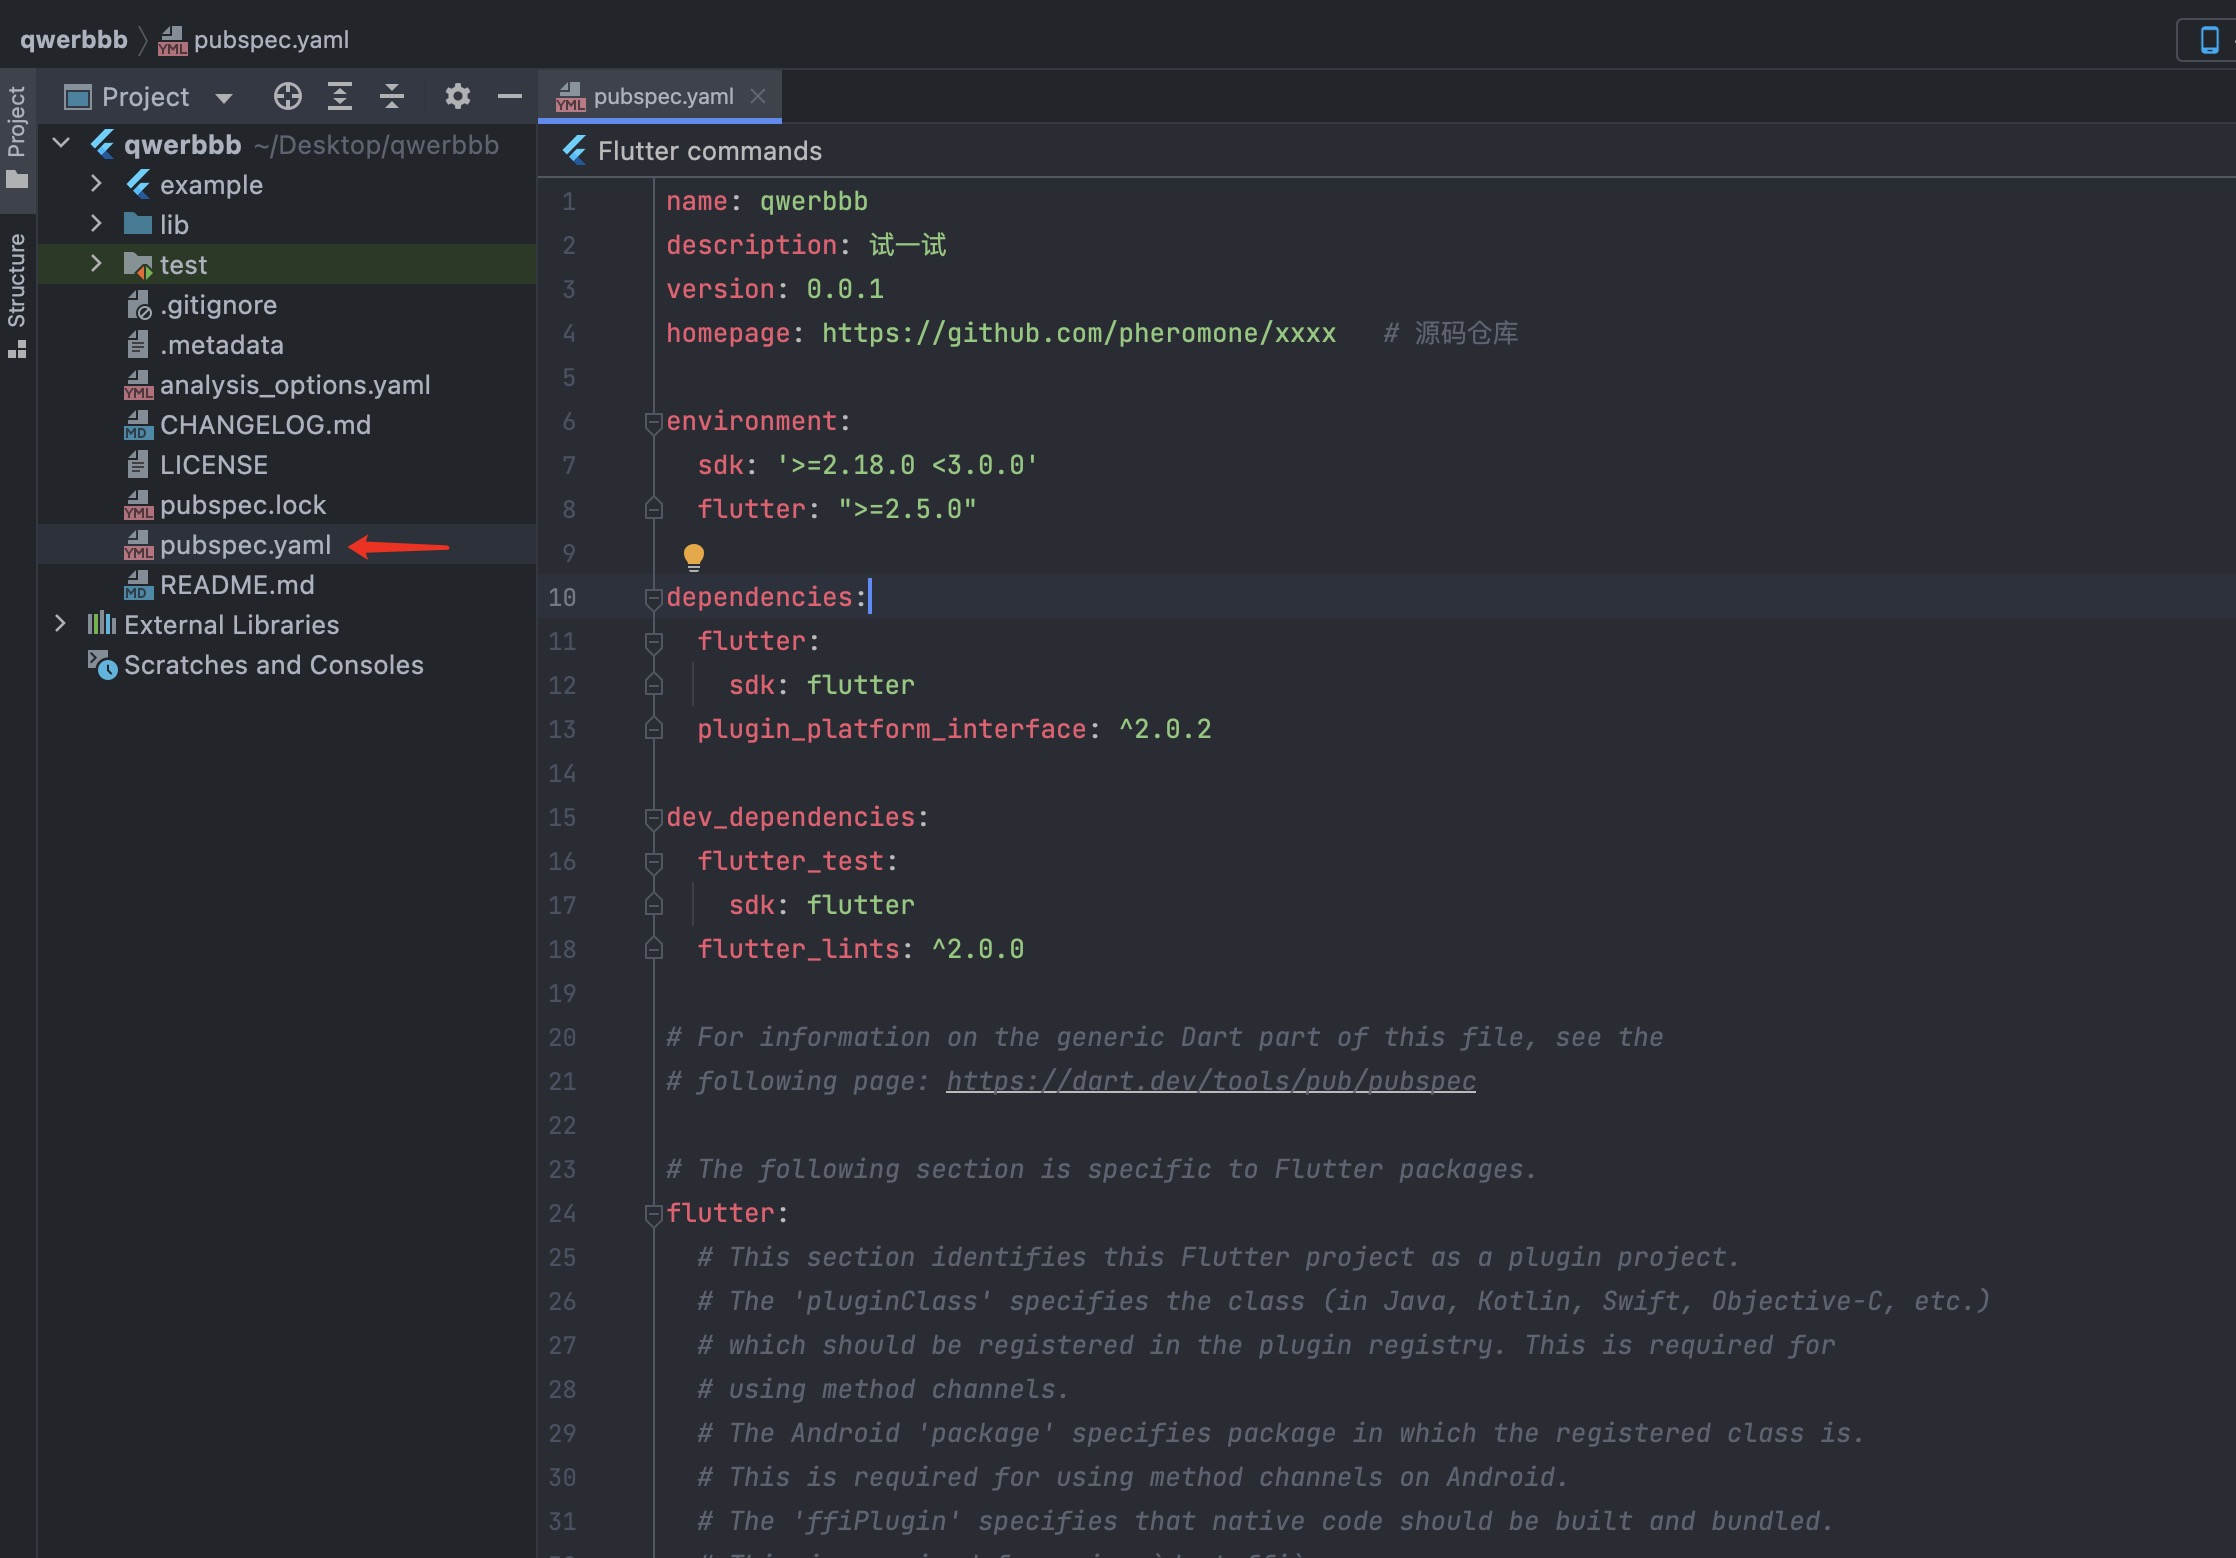 qwerbbb
pubspec.yaml
Project
pubspec.yaml
Project
Structure
qwerbbb ~/Desktop/qwerbbb
example
lib
test
.gitignore
.metadata
analysis_options.yaml
CHANGELOG.md
LICENSE
pubspec.lock
pubspec.yaml
README.md
External Libraries
Scratches and Consoles
Flutter commands
1 name: qwerbbb
2 description: 试一试
3 version: 0.0.1
4 homepage: https://github.com/pheromone/xxxx # 源码仓库
5
6 environment:
7 sdk: '>=2.18.0 <3.0.0'
8 flutter: ">=2.5.0"
9
10 dependencies:
11 flutter:
12 sdk: flutter
13 plugin_platform_interface: ^2.0.2
14
15 dev_dependencies:
16 flutter_test:
17 sdk: flutter
18 flutter_lints: ^2.0.0
19
20 # For information on the generic Dart part of this file, see the
21 # following page: https://dart.dev/tools/pub/pubspec
22
23 # The following section is specific to Flutter packages.
24 flutter:
25 # This section identifies this Flutter project as a plugin project.
26 # The 'pluginClass' specifies the class (in Java, Kotlin, Swift, Objective-C, etc.)
27 # which should be registered in the plugin registry. This is required for
28 # using method channels.
29 # The Android 'package' specifies package in which the registered class is.
30 # This is required for using method channels on Android.
31 # The 'ffiPlugin' specifies that native code should be built and bundled.